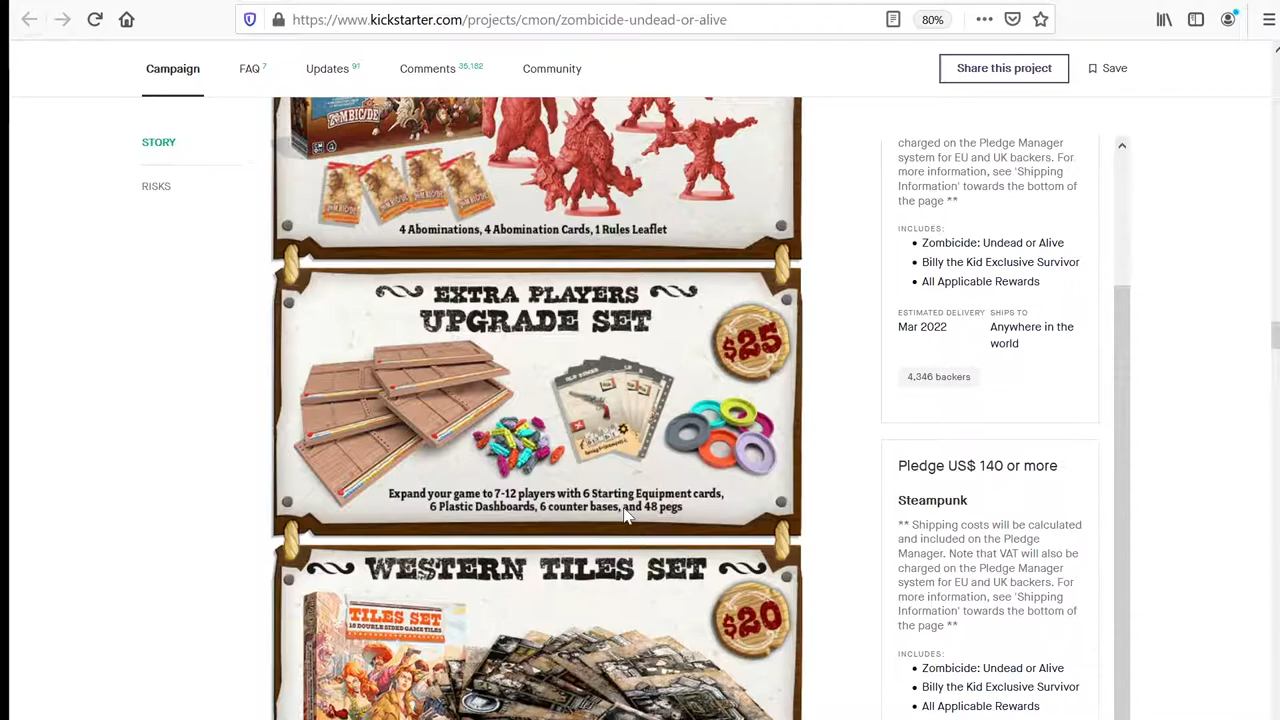 https://www.kickstarter.com/projects/cmon/zombicide-undead-or-alive
80%
Campaign
FAQ 7
Updates 91
Comments 35,182
Community
Share this project
Save
STORY
RISKS
ZOMBICIDE
4 Abominations, 4 Abomination Cards, 1 Rules Leaflet
EXTRA PLAYERS
UPGRADE SET
$25
Expand your game to 7-12 players with 6 Starting Equipment cards,
6 Plastic Dashboards, 6 counter bases, and 48 pegs
WESTERN TILES SET
$20
TILES SET
charged on the Pledge Manager
system for EU and UK backers. For
more information, see 'Shipping
Information' towards the bottom of
the page **
INCLUDES:
• Zombicide: Undead or Alive
• Billy the Kid Exclusive Survivor
• All Applicable Rewards
ESTIMATED DELIVERY
Mar 2022
SHIPS TO
Anywhere in the
world
4,346 backers
Pledge US$ 140 or more
Steampunk
** Shipping costs will be calculated
and included on the Pledge
Manager. Note that VAT will also be
charged on the Pledge Manager
system for EU and UK backers. For
more information, see 'Shipping
Information' towards the bottom of
the page **
INCLUDES:
• Zombicide: Undead or Alive
• Billy the Kid Exclusive Survivor
• All Applicable Rewards